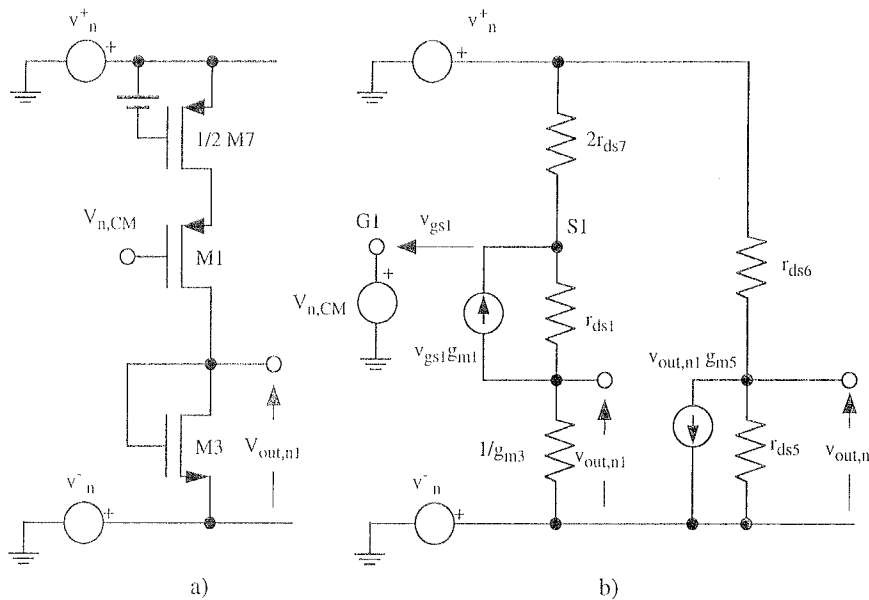 v⁺n
+
1/2 M7
Vn,CM
M1
M3
Vout,n1
v⁻n
+
a)
v⁺n
+
2rds7
G1
vgs1
S1
+
Vn,CM
rds1
vgs1gm1
rds6
vout,n1 gm5
1/gm3
vout,n1
rds5
vout,n
v⁻n
+
b)